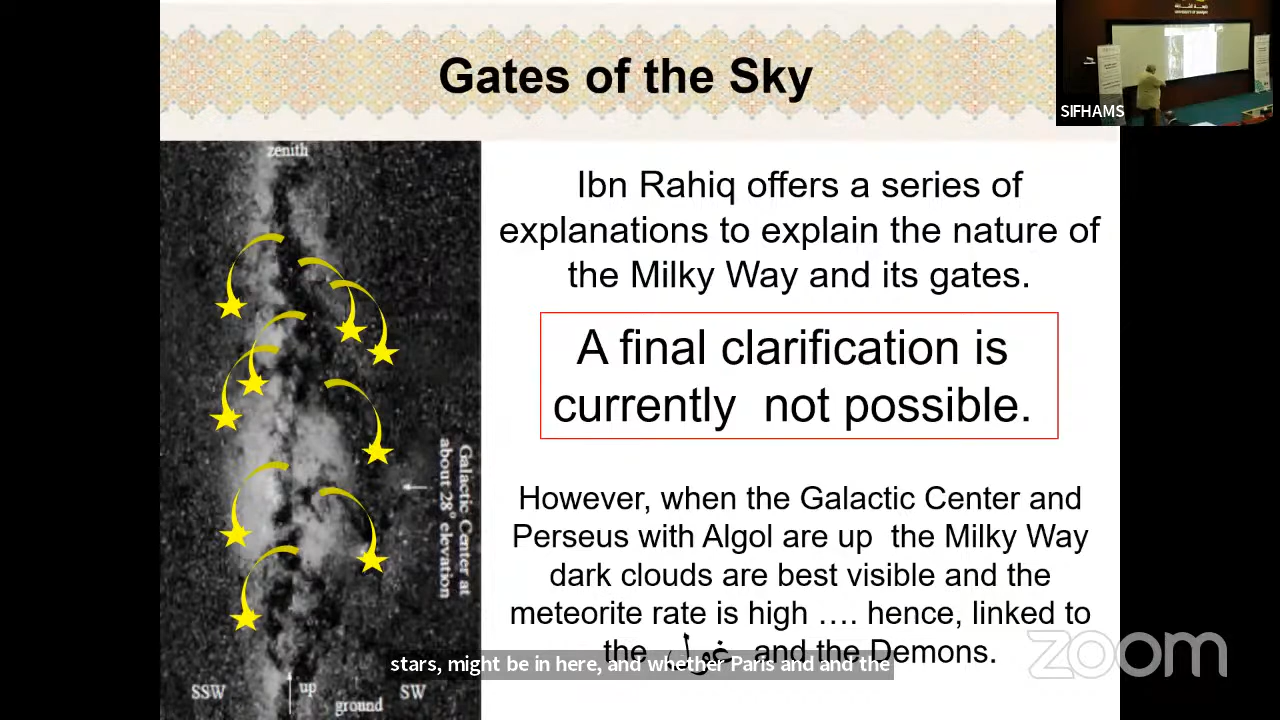 Gates of the Sky
SIFHAMS
zenith
Ibn Rahiq offers a series of
explanations to explain the nature of
the Milky Way and its gates.
A final clarification is
currently not possible.
Galactic Center at
about 28° elevation
However, when the Galactic Center and
Perseus with Algol are up the Milky Way
dark clouds are best visible and the
meteorite rate is high .... hence, linked to
the غول and the Demons.
stars, might be in here, and whether Paris and and the
zoom
SSW
up
ground
SW